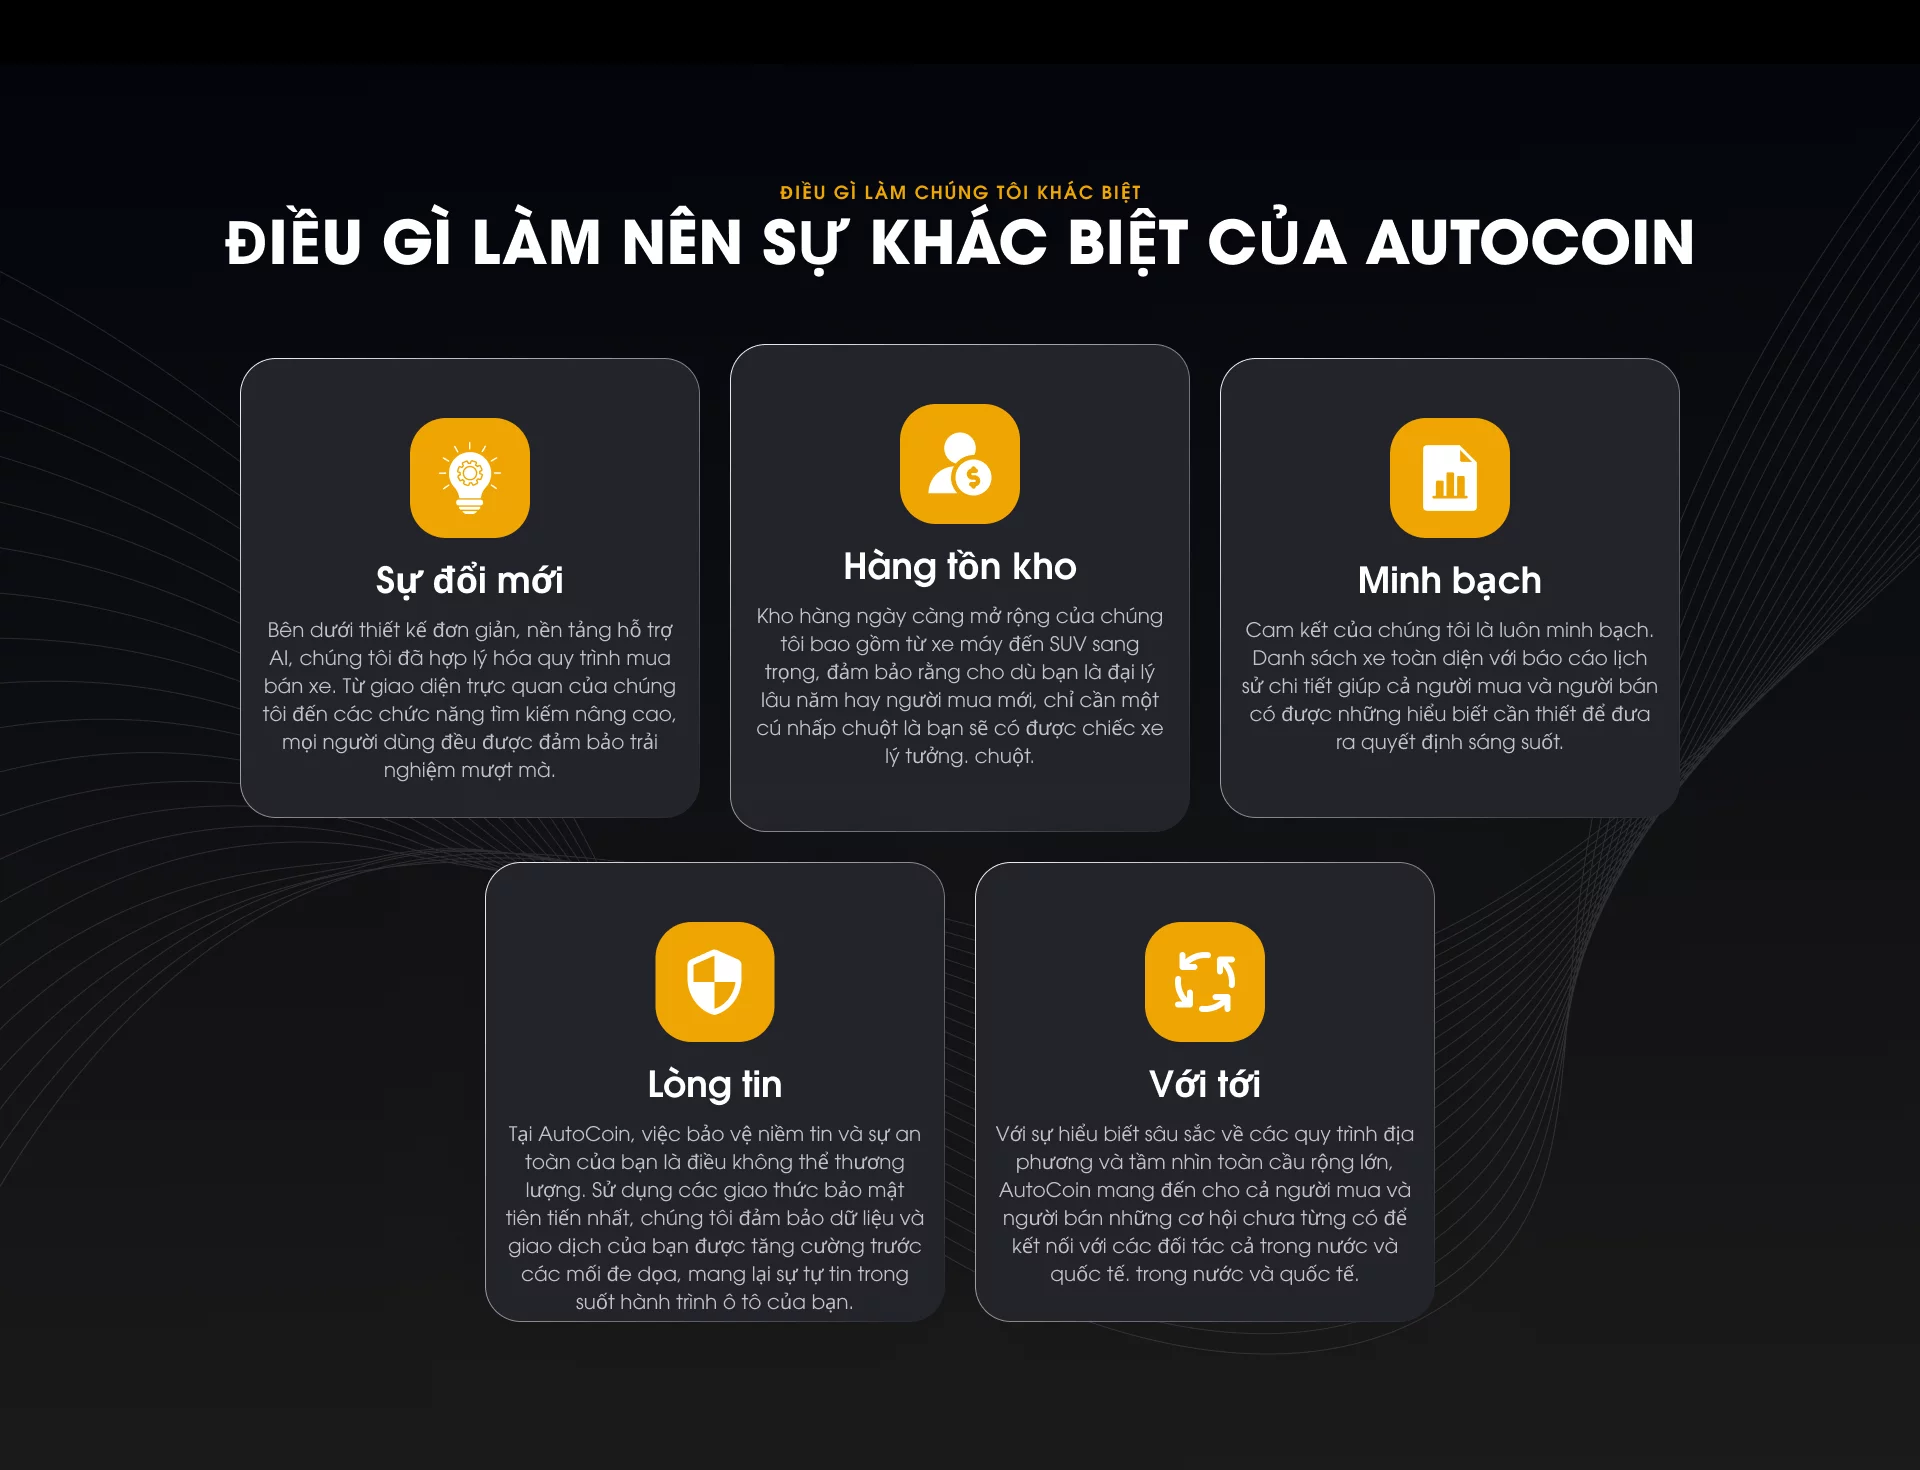 ĐIỀU GÌ LÀM CHÚNG TÔI KHÁC BIỆT
ĐIỀU GÌ LÀM NÊN SỰ KHÁC BIỆT CỦA AUTOCOIN
Sự đổi mới
Bên dưới thiết kế đơn giản, nền tảng hỗ trợ
AI, chúng tôi đã hợp lý hóa quy trình mua
bán xe. Từ giao diện trực quan của chúng
tôi đến các chức năng tìm kiếm nâng cao,
mọi người dùng đều được đảm bảo trải
nghiệm mượt mà.
Hàng tồn kho
Kho hàng ngày càng mở rộng của chúng
tôi bao gồm từ xe máy đến SUV sang
trọng, đảm bảo rằng cho dù bạn là đại lý
lâu năm hay người mua mới, chỉ cần một
cú nhấp chuột là bạn sẽ có được chiếc xe
lý tưởng. chuột.
Minh bạch
Cam kết của chúng tôi là luôn minh bạch.
Danh sách xe toàn diện với báo cáo lịch
sử chi tiết giúp cả người mua và người bán
có được những hiểu biết cần thiết để đưa
ra quyết định sáng suốt.
Lòng tin
Tại AutoCoin, việc bảo vệ niềm tin và sự an
toàn của bạn là điều không thể thương
lượng. Sử dụng các giao thức bảo mật
tiên tiến nhất, chúng tôi đảm bảo dữ liệu và
giao dịch của bạn được tăng cường trước
các mối đe dọa, mang lại sự tự tin trong
suốt hành trình ô tô của bạn.
Với tới
Với sự hiểu biết sâu sắc về các quy trình địa
phương và tầm nhìn toàn cầu rộng lớn,
AutoCoin mang đến cho cả người mua và
người bán những cơ hội chưa từng có để
kết nối với các đối tác cả trong nước và
quốc tế. trong nước và quốc tế.